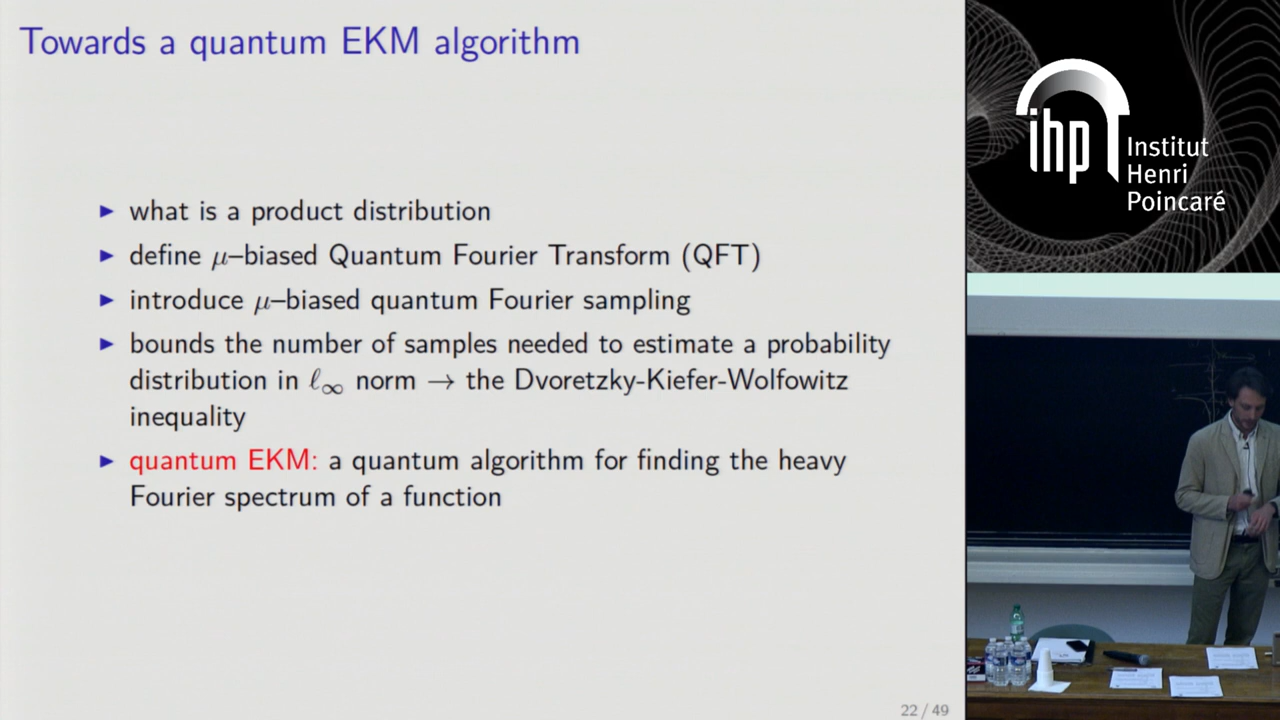 Towards a quantum EKM algorithm
▶ what is a product distribution
▶ define μ–biased Quantum Fourier Transform (QFT)
▶ introduce μ–biased quantum Fourier sampling
▶ bounds the number of samples needed to estimate a probability
distribution in ℓ∞ norm → the Dvoretzky-Kiefer-Wolfowitz
inequality
▶ quantum EKM: a quantum algorithm for finding the heavy
Fourier spectrum of a function
22 / 49
ihp
Institut
Henri
Poincaré